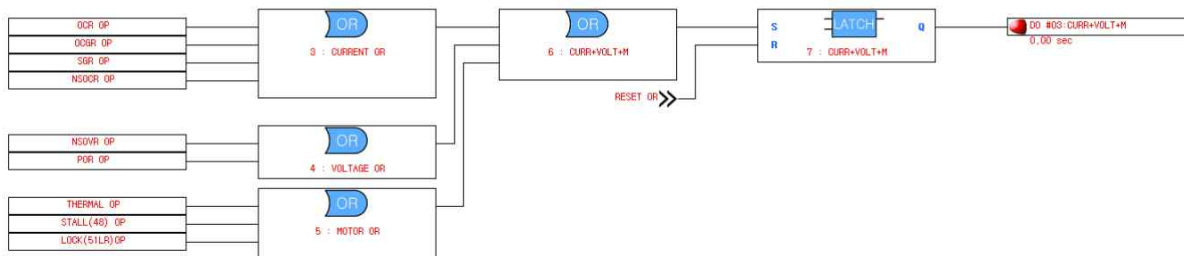 OCR OP
OCGR OP
SGR OP
NSOCR OP
OR
3 : CURRENT OR
OR
6 : CURR+VOLT+M
S
R
LATCH
Q
7 : CURR+VOLT+M
DO #03:CURR+VOLT+M
0.00 sec
RESET OR
NSOVR OP
POR OP
OR
4 : VOLTAGE OR
THERMAL OP
STALL(48) OP
LOCK(51LR)OP
OR
5 : MOTOR OR